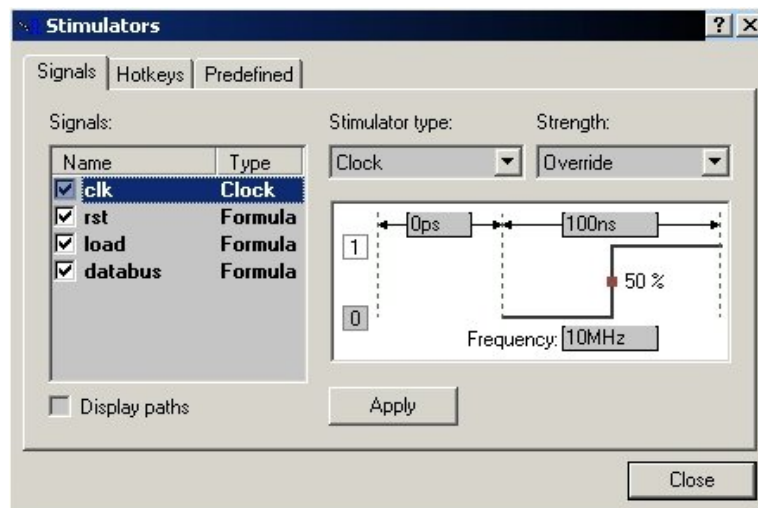 Stimulators
Signals Hotkeys Predefined
Signals: Stimulator type: Strength:
Name Type Clock Override
clk Clock
rst Formula
load Formula
databus Formula
0ps 100ns
1
50 %
0
Frequency: 10MHz
Display paths Apply
Close